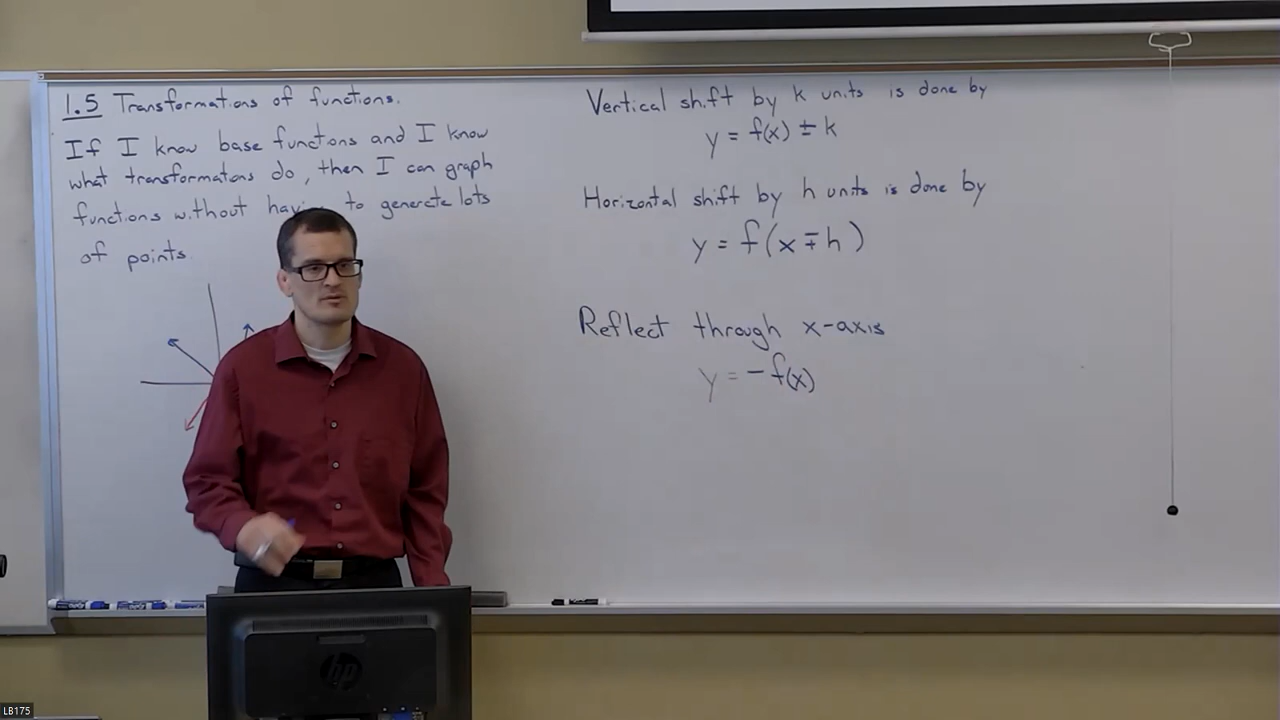 1.5 Transformations of functions.
If I know base functions and I know
what transformations do, then I can graph
functions without having to generate lots
of points.
Vertical shift by k units is done by
y = f(x) ± k
Horizontal shift by h units is done by
y = f(x ∓ h)
Reflect through x-axis
y = -f(x)
hp
LB175